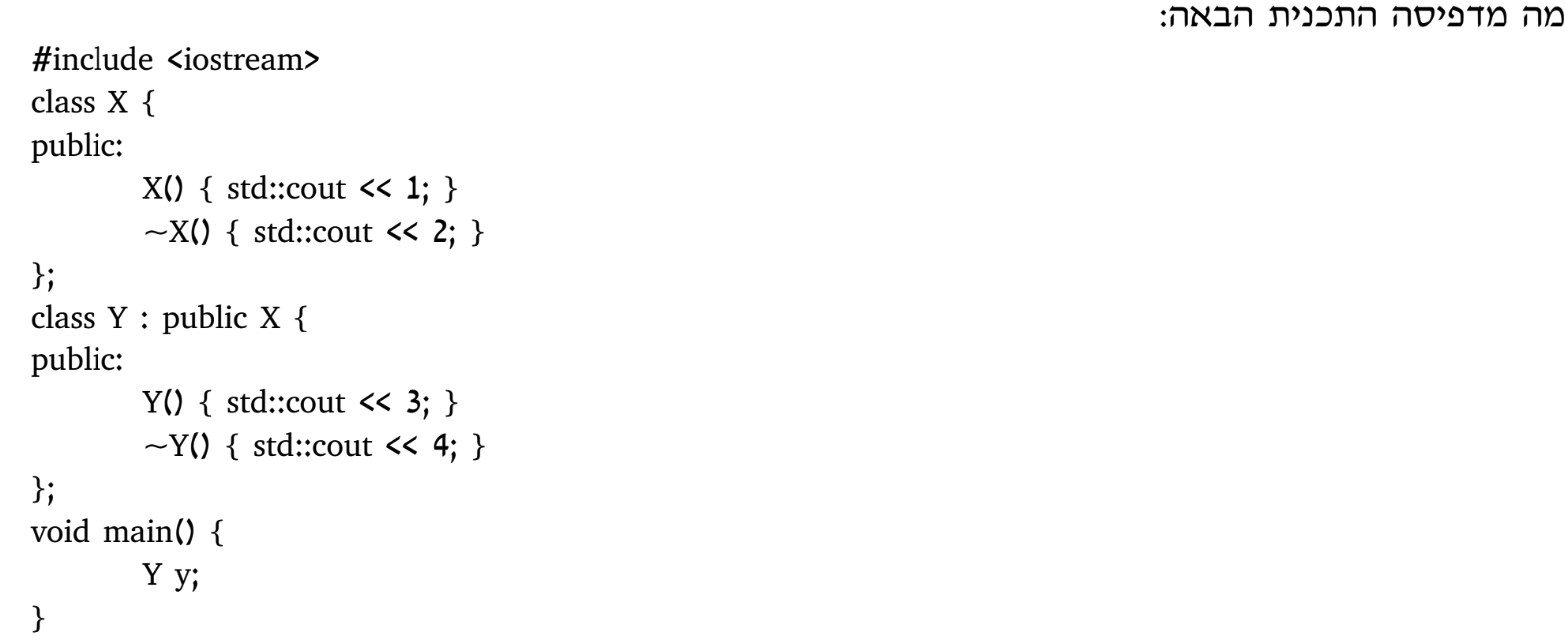 מה מדפיסה התכנית הבאה:
#include <iostream>
class X {
public:
X() { std::cout << 1; }
~X() { std::cout << 2; }
};
class Y : public X {
public:
Y() { std::cout << 3; }
~Y() { std::cout << 4; }
};
void main() {
Y y;
}